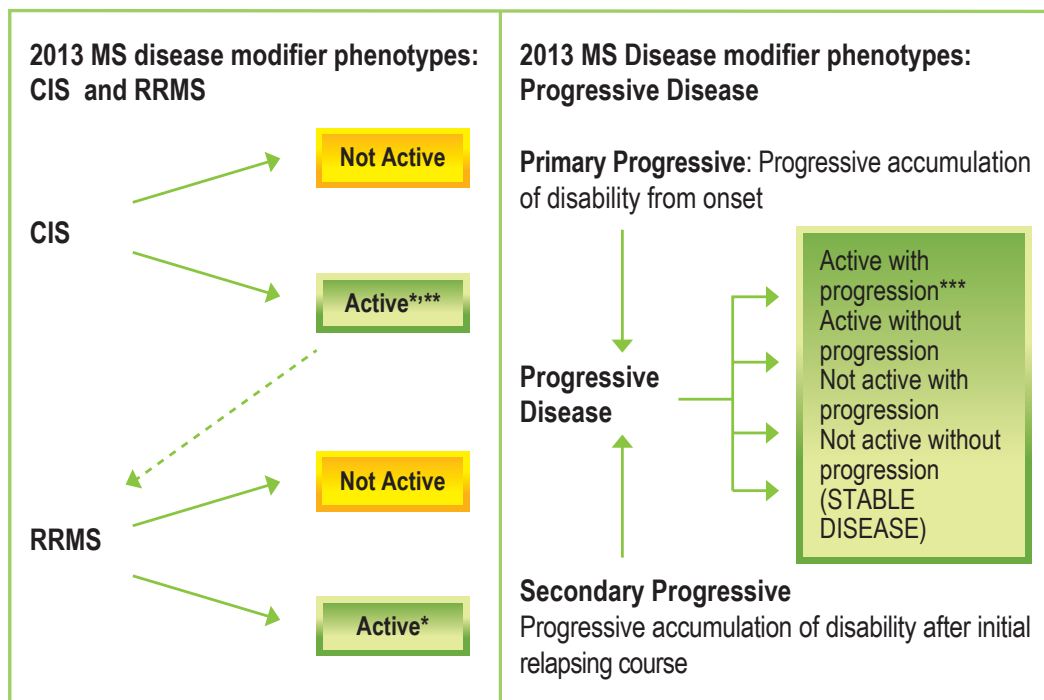 2013 MS disease modifier phenotypes:
CIS and RRMS
Not Active
CIS
Active*,**
Not Active
RRMS
Active*
2013 MS Disease modifier phenotypes:
Progressive Disease
Primary Progressive: Progressive accumulation
of disability from onset
Progressive
Disease
Active with
progression***
Active without
progression
Not active with
progression
Not active without
progression
(STABLE
DISEASE)
Secondary Progressive
Progressive accumulation of disability after initial
relapsing course